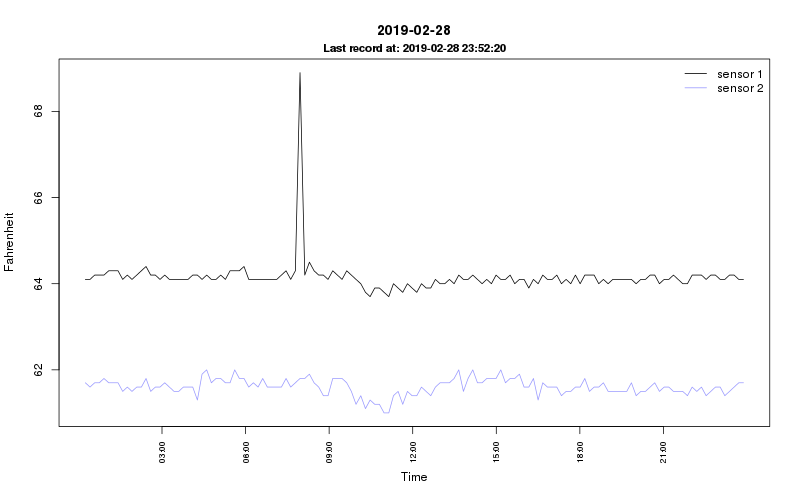 2019-02-28
Last record at: 2019-02-28 23:52:20
sensor 1
sensor 2
Fahrenheit
68
66
64
62
03:00 06:00 09:00 12:00 15:00 18:00 21:00
Time